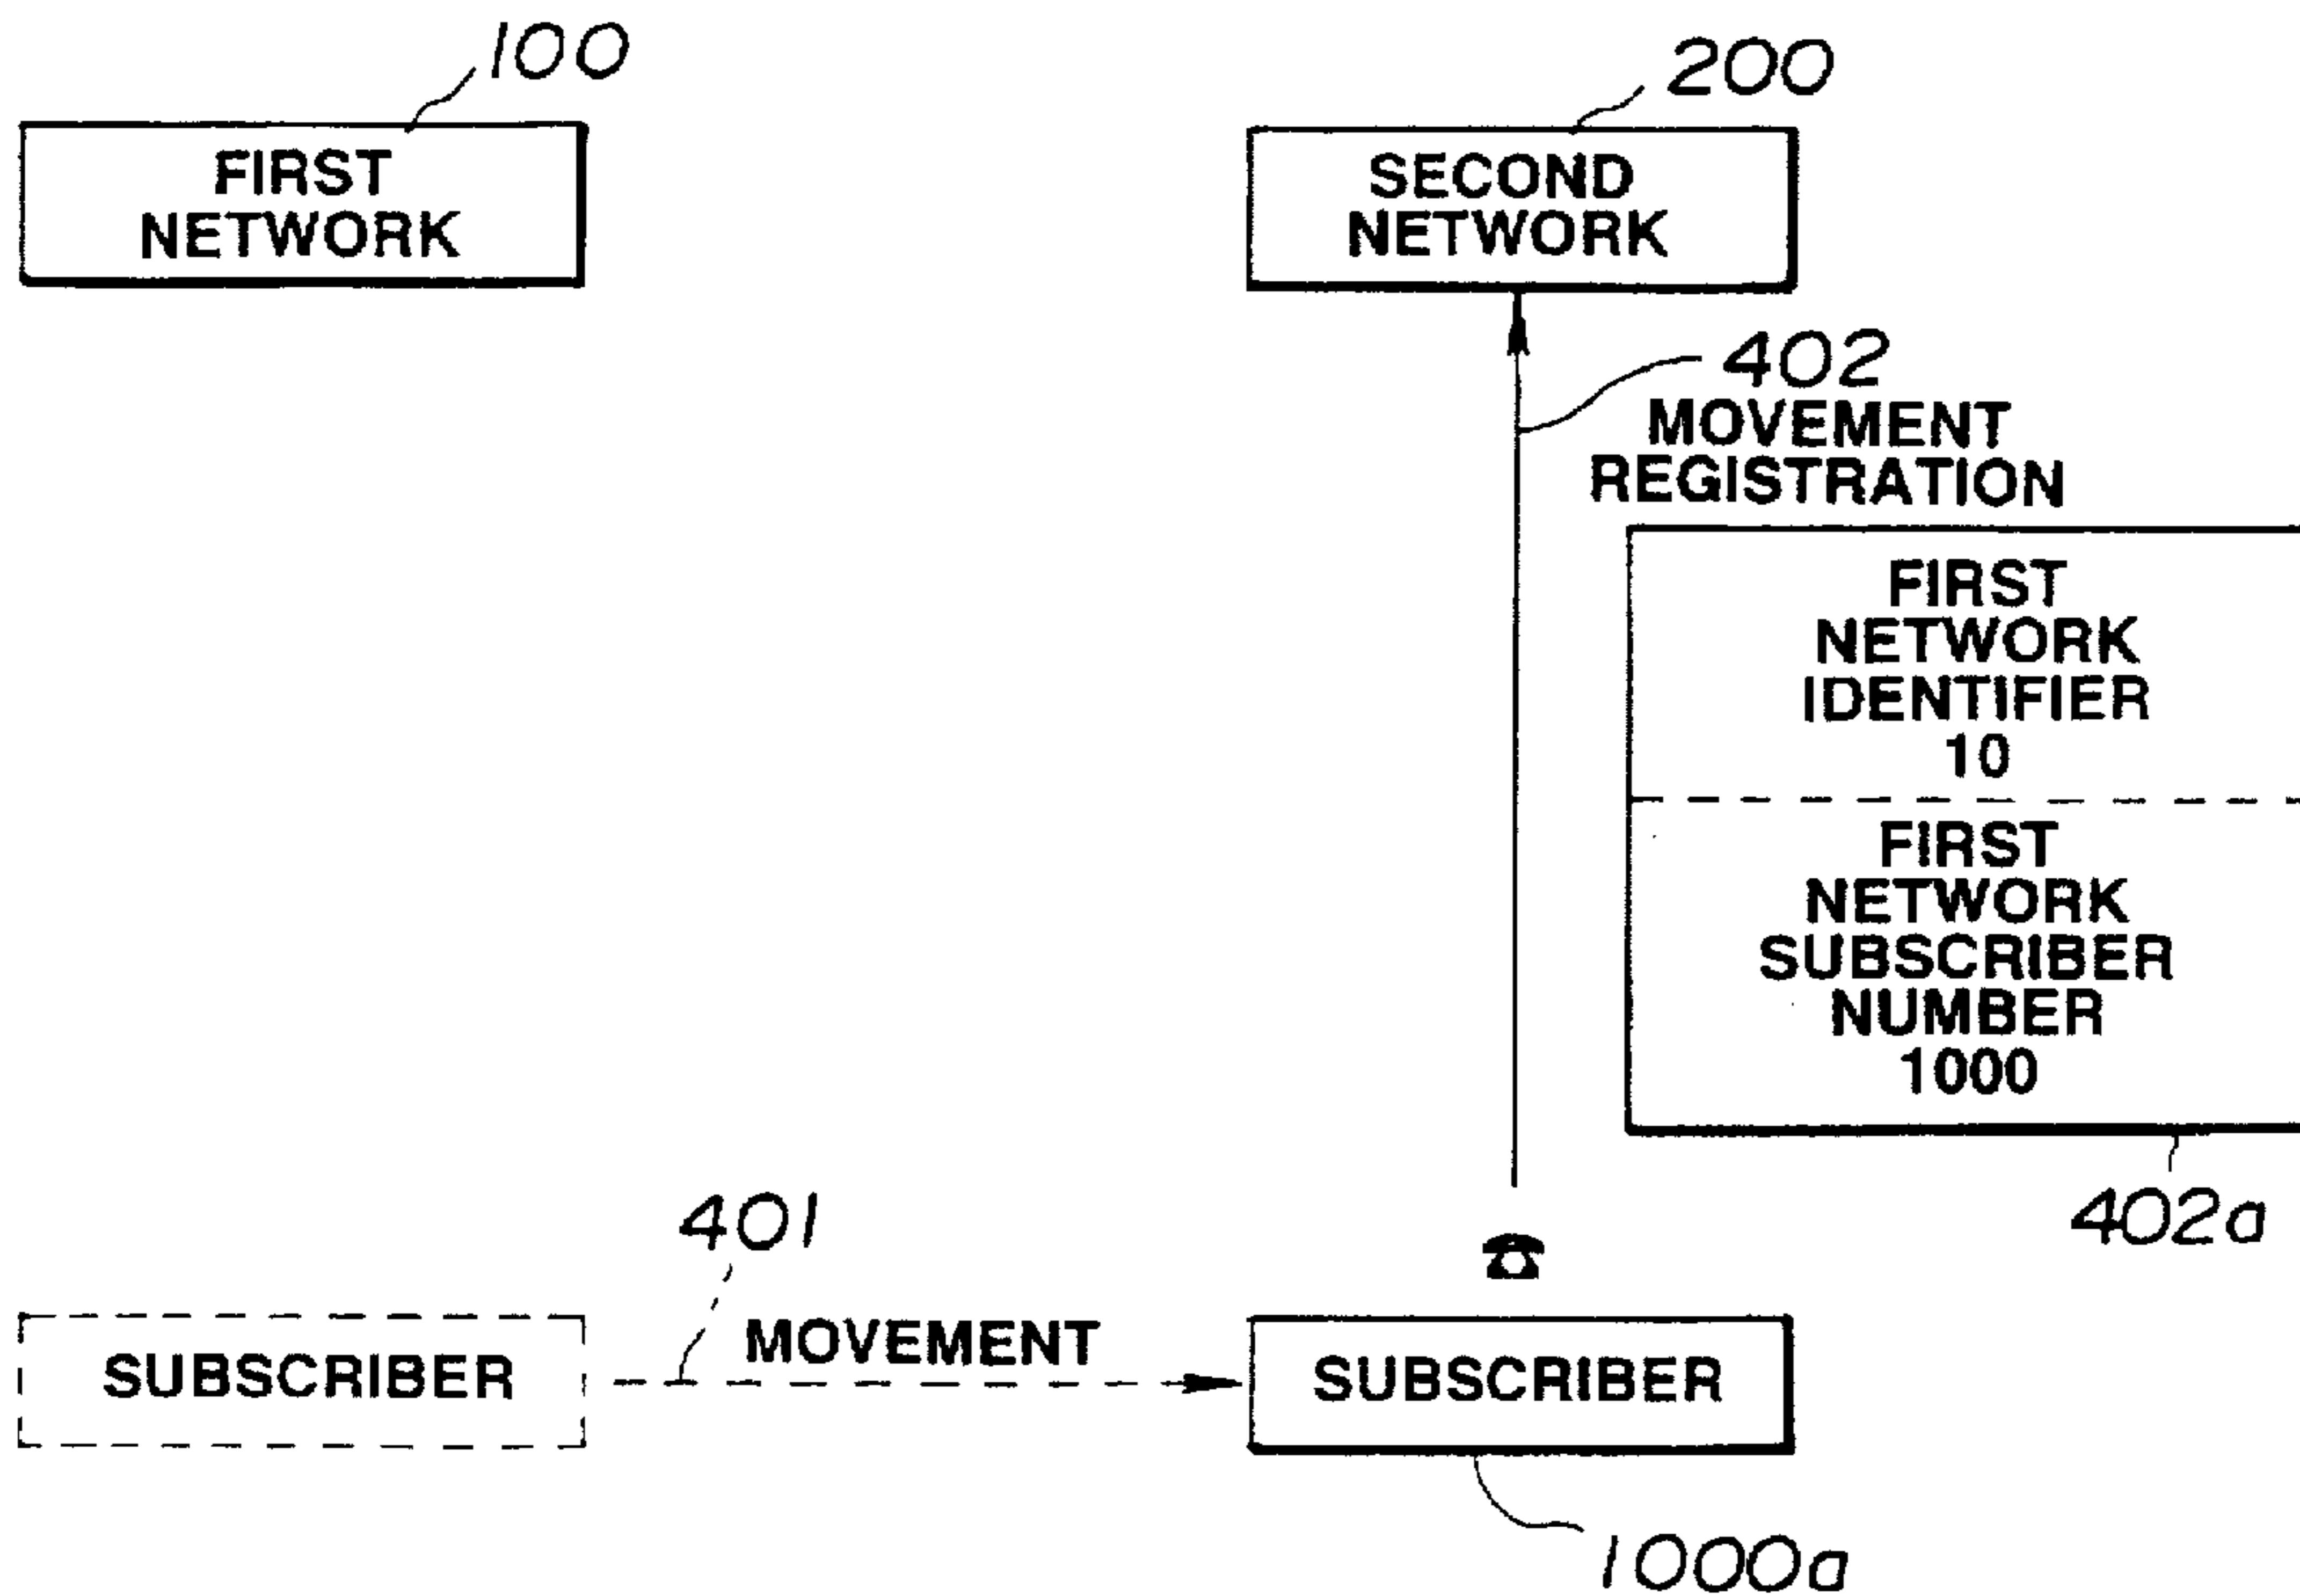 100
FIRST
NETWORK
200
SECOND
NETWORK
402
MOVEMENT
REGISTRATION
FIRST
NETWORK
IDENTIFIER
10
FIRST
NETWORK
SUBSCRIBER
NUMBER
1000
402a
401
SUBSCRIBER
MOVEMENT
SUBSCRIBER
1000a